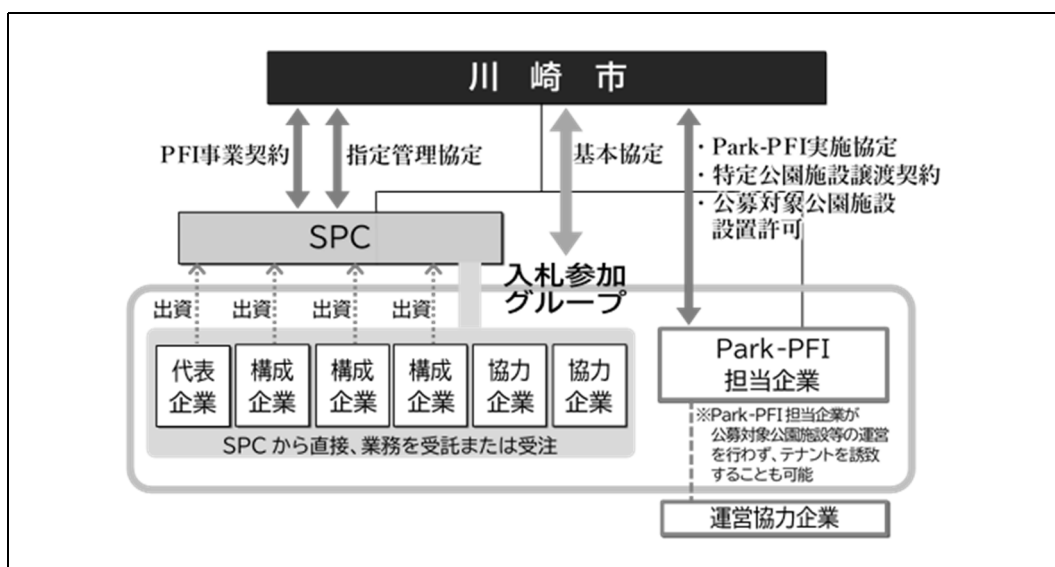 川崎市
PFI事業契約
指定管理協定
基本協定
・Park-PFI実施協定
・特定公園施設譲渡契約
・公募対象公園施設
設置許可
SPC
入札参加
グループ
出資
出資
出資
出資
代表
企業
構成
企業
構成
企業
構成
企業
協力
企業
協力
企業
SPCから直接、業務を受託または受注
Park-PFI
担当企業
※Park-PFI担当企業が
公募対象公園施設等の運営
を行わず、テナントを誘致
することも可能
運営協力企業